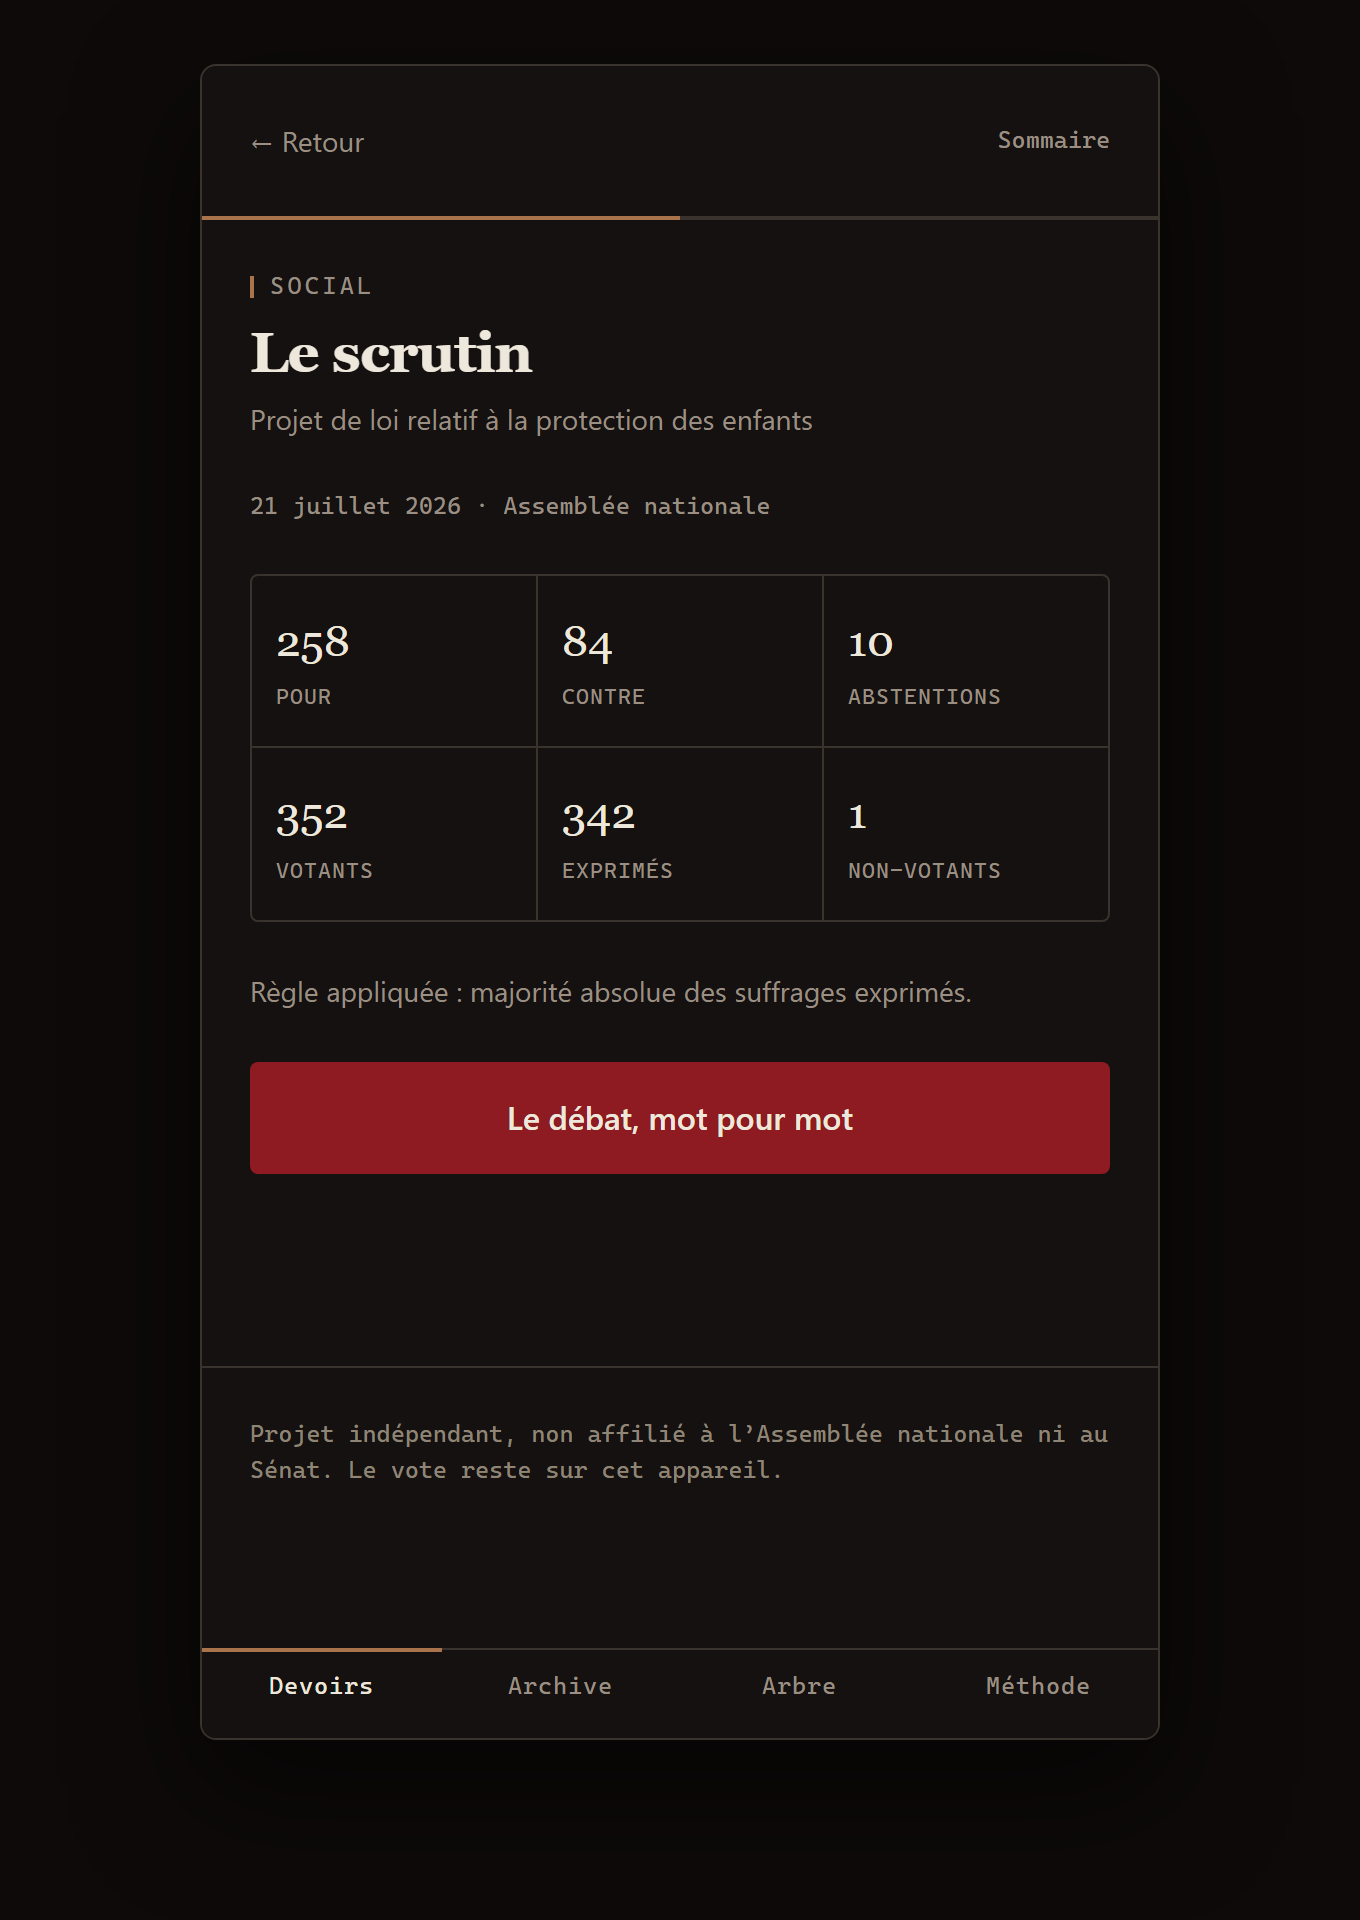 ← Retour
Sommaire
SOCIAL
Le scrutin
Projet de loi relatif à la protection des enfants
21 juillet 2026 · Assemblée nationale
258
POUR
84
CONTRE
10
ABSTENTIONS
352
VOTANTS
342
EXPRIMÉS
1
NON-VOTANTS
Règle appliquée : majorité absolue des suffrages exprimés.
Le débat, mot pour mot
Projet indépendant, non affilié à l’Assemblée nationale ni au
Sénat. Le vote reste sur cet appareil.
Devoirs
Archive
Arbre
Méthode